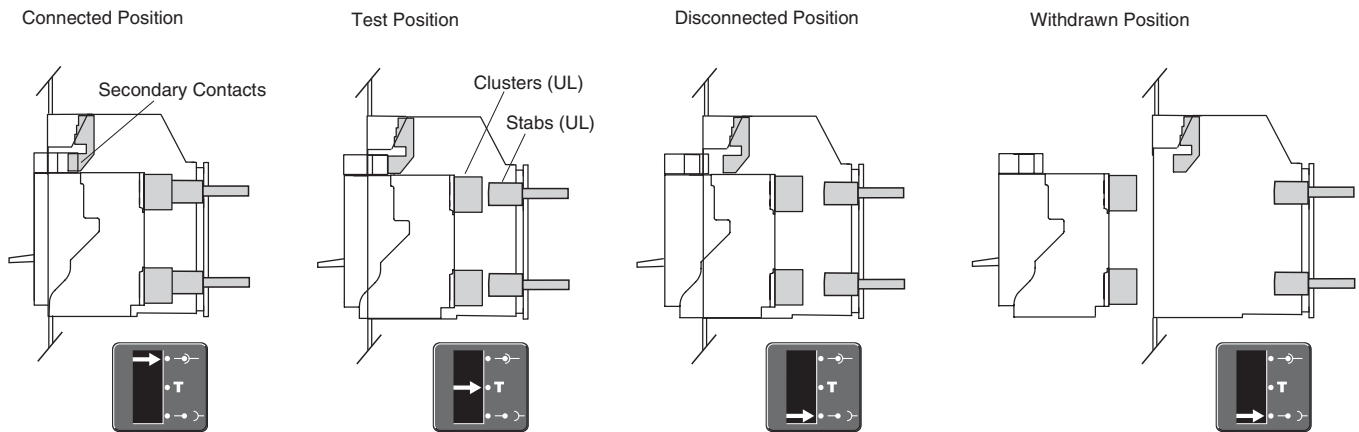 Connected Position
Test Position
Disconnected Position
Withdrawn Position
Secondary Contacts
Clusters (UL)
Stabs (UL)
T
T
T
T